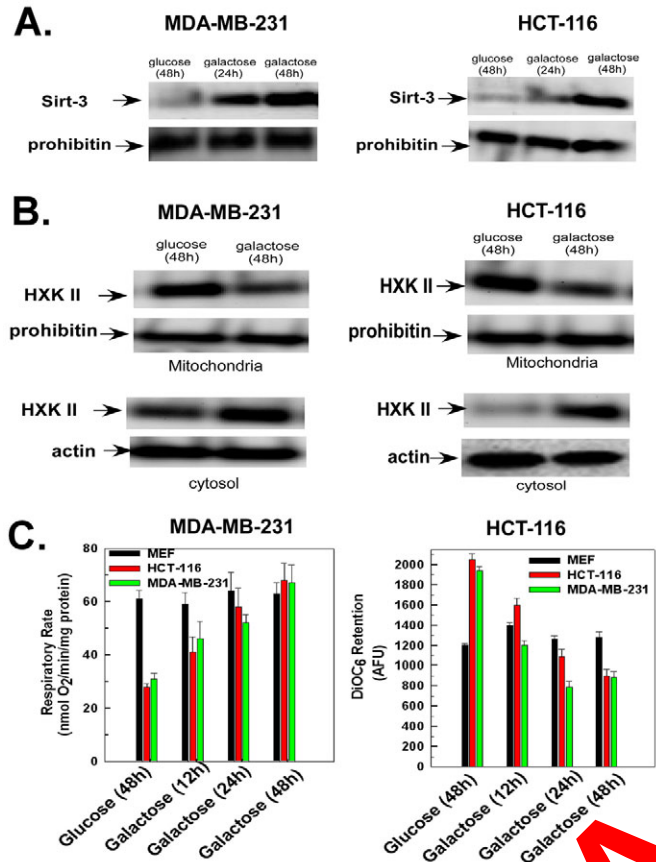 A.
MDA-MB-231
HCT-116
glucose (48h)
galactose (24h)
galactose (48h)
glucose (48h)
galactose (24h)
galactose (48h)
Sirt-3
Sirt-3
prohibitin
prohibitin
B.
MDA-MB-231
HCT-116
glucose (48h)
galactose (48h)
glucose (48h)
galactose (48h)
HXK II
HXK II
prohibitin
prohibitin
Mitochondria
Mitochondria
HXK II
HXK II
actin
actin
cytosol
cytosol
C.
MDA-MB-231
HCT-116
Respiratory Rate
(nmol O2/min/mg protein)
80
60
40
20
0
MEF
HCT-116
MDA-MB-231
Glucose (48h)
Galactose (12h)
Galactose (24h)
Galactose (48h)
DiOC6 Retention
(AFU)
2000
1800
1600
1400
1200
1000
800
600
400
200
0
MEF
HCT-116
MDA-MB-231
Glucose (48h)
Galactose (12h)
Galactose (24h)
Galactose (48h)